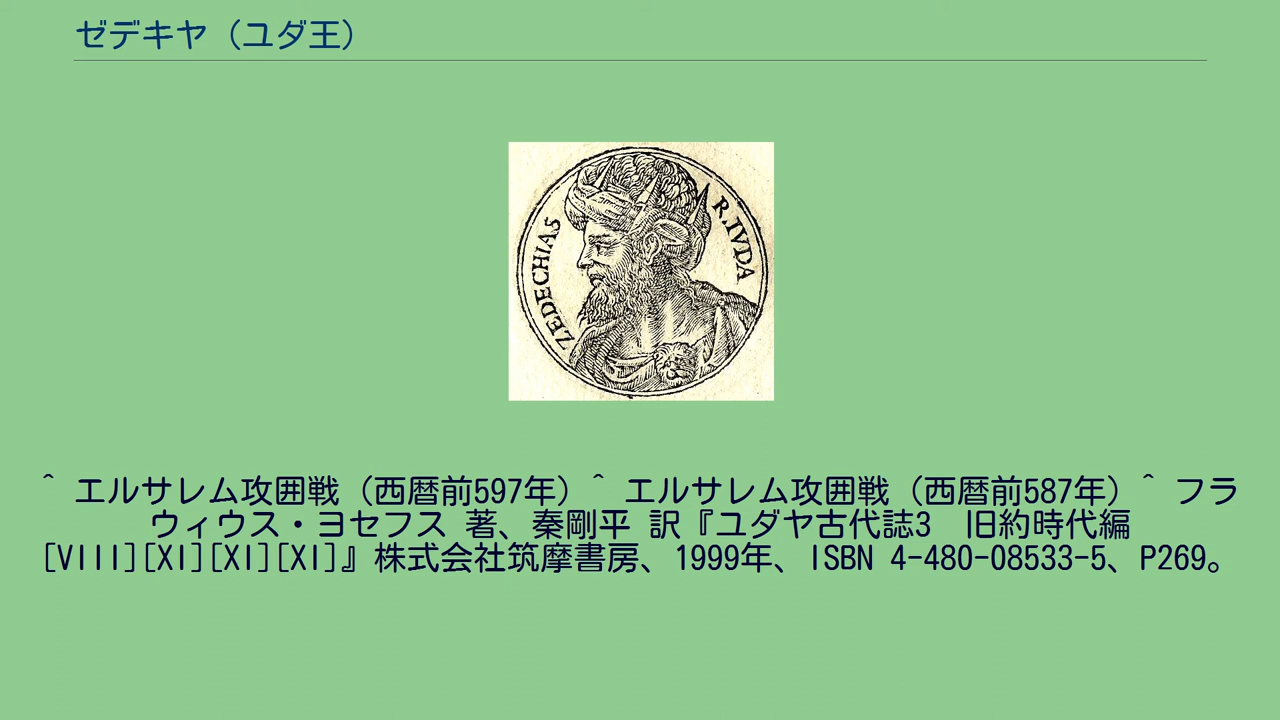 ゼデキヤ（ユダ王）
ZEDECHIAS R.IVDA
^ エルサレム攻囲戦（西暦前597年）^ エルサレム攻囲戦（西暦前587年）^ フラ
ウィウス・ヨセフス 著、秦剛平 訳『ユダヤ古代誌3　旧約時代編
[VIII][XI][XI][XI]』株式会社筑摩書房、1999年、ISBN 4-480-08533-5、P269。